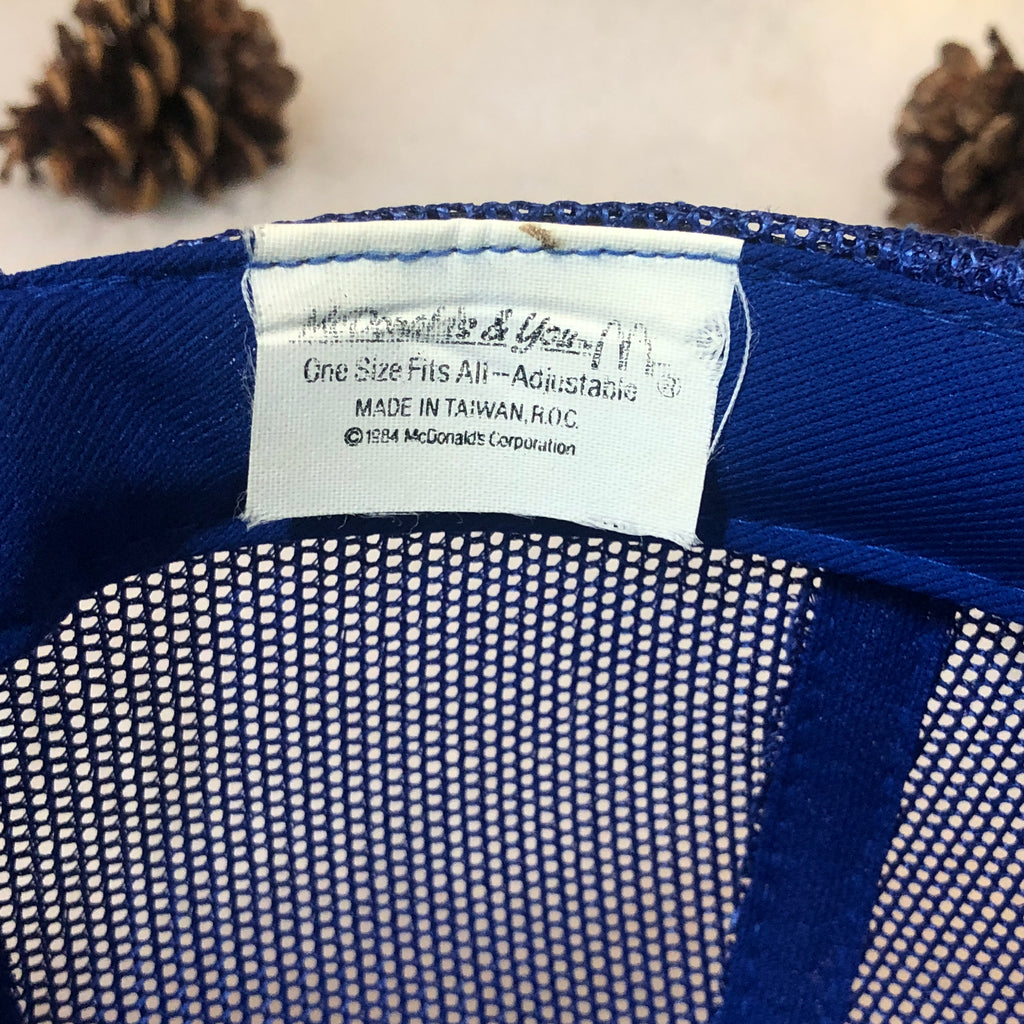 McDonald's & You
One Size Fits All—Adjustable
MADE IN TAIWAN, R.O.C.
© 1984 McDonald's Corporation